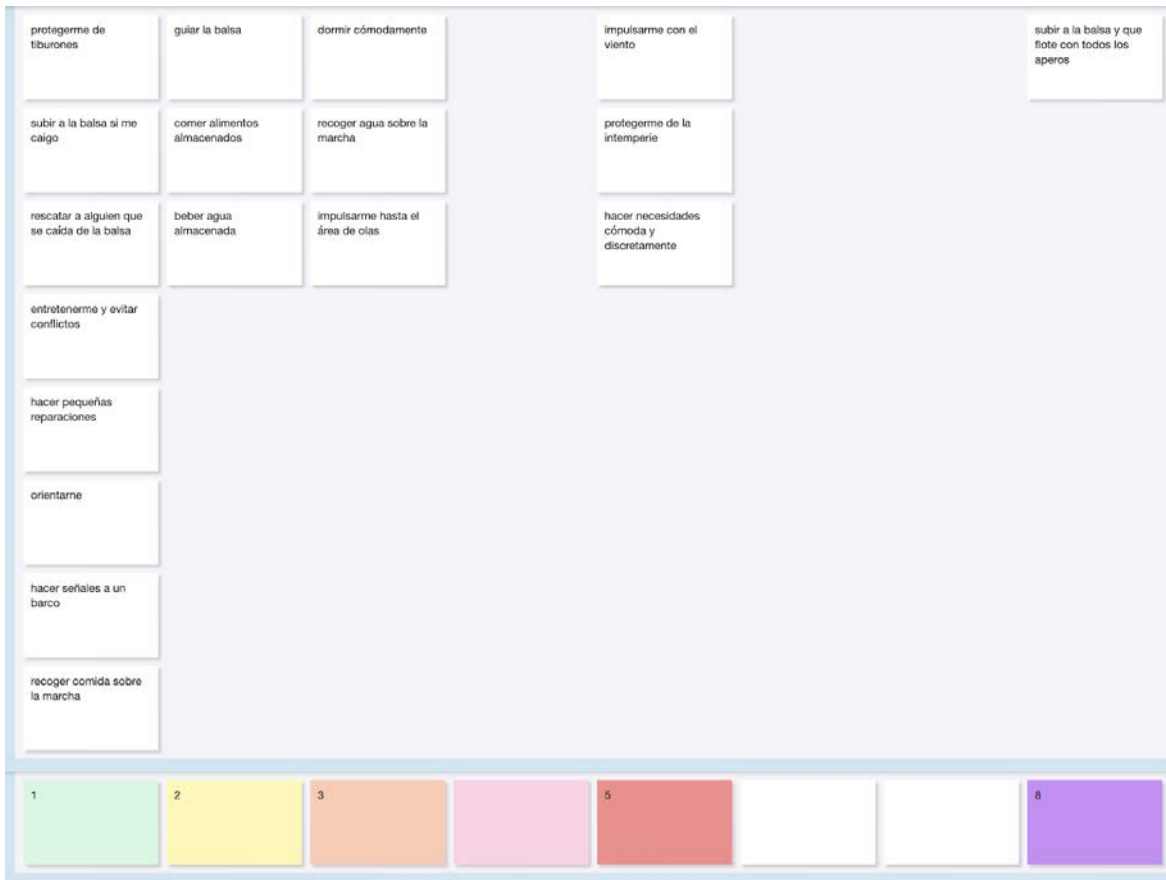 protegerme de
tiburones
guiar la balsa
dormir cómodamente
impulsarme con el
viento
subir a la balsa y que
flote con todos los
aperos
subir a la balsa si me
caigo
comer alimentos
almacenados
recoger agua sobre la
marcha
protegerme de la
intemperie
rescatar a alguien que
se caída de la balsa
beber agua
almacenada
impulsarme hasta el
área de olas
hacer necesidades
cómoda y
discretamente
entretenerme y evitar
conflictos
hacer pequeñas
reparaciones
orientarne
hacer señales a un
barco
recoger comida sobre
la marcha
1
2
3
5
8